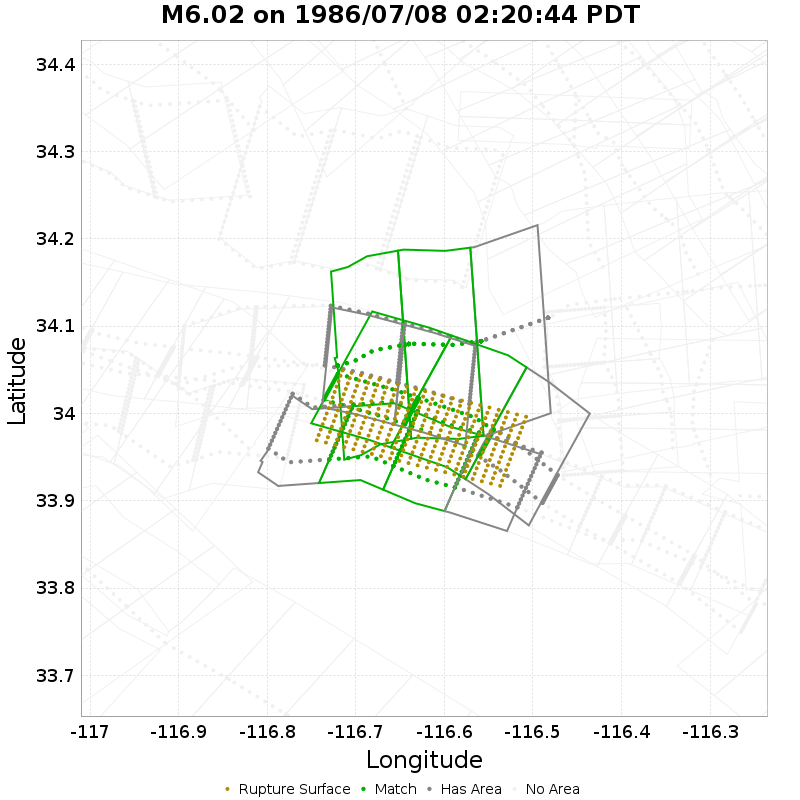 M6.02 on 1986/07/08 02:20:44 PDT
34.4
34.3
34.2
34.1
34
33.9
33.8
33.7
Latitude
-117 -116.9 -116.8 -116.7 -116.6 -116.5 -116.4 -116.3
Longitude
Rupture Surface Match Has Area No Area